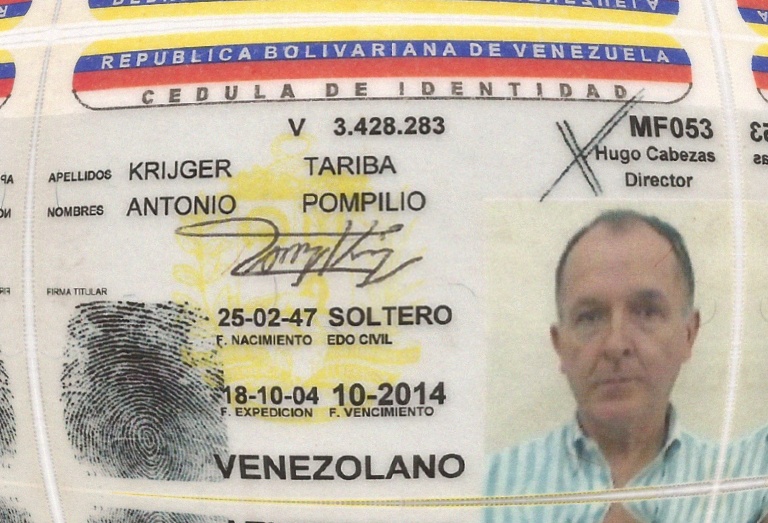 REPUBLICA BOLIVARIANA DE VENEZUELA
CEDULA DE IDENTIDAD
V 3.428.283
MF053
Hugo Cabezas
Director
APELLIDOS KRIJGER TARIBA
NOMBRES ANTONIO POMPILIO
FIRMA TITULAR
25-02-47 SOLTERO
F. NACIMIENTO EDO CIVIL
18-10-04 10-2014
F. EXPEDICION F. VENCIMIENTO
VENEZOLANO